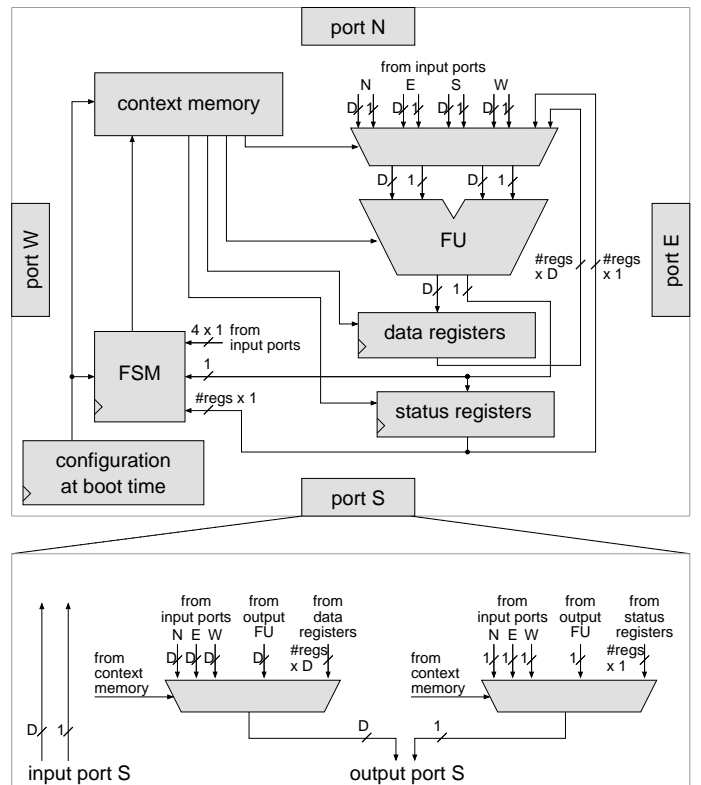 port N
from input ports
N E S W
D 1 D 1 D 1 D 1
context memory
D 1 D 1
port W
FU
port E
#regs x D
#regs x 1
D 1
4 x 1 from input ports
data registers
FSM
1
#regs x 1
status registers
configuration
at boot time
port S
from input ports
N E W
D D D
from output FU
D
from data registers
#regs x D
from context memory
from input ports
N E W
1 1 1
from output FU
1
from status registers
#regs x 1
from context memory
D 1
D 1
input port S
output port S